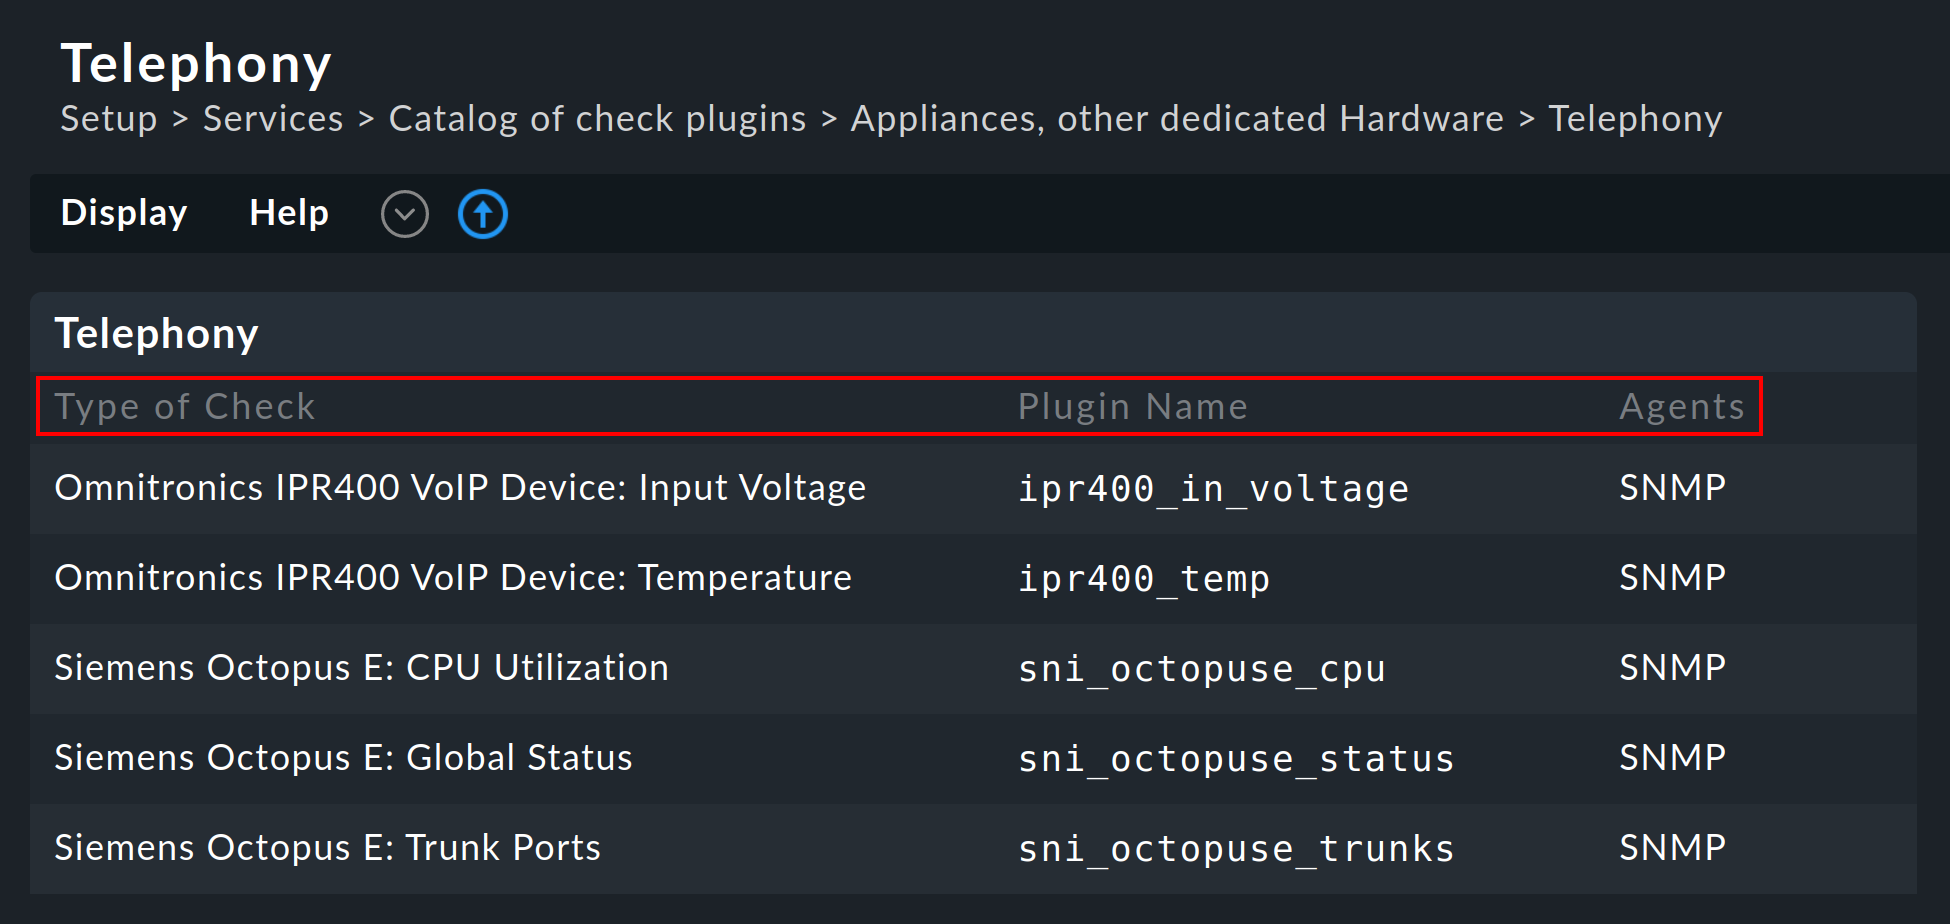 Telephony
Setup > Services > Catalog of check plugins > Appliances, other dedicated Hardware > Telephony
Display Help
Telephony
Type of Check Plugin Name Agents
Omnitronics IPR400 VoIP Device: Input Voltage ipr400_in_voltage SNMP
Omnitronics IPR400 VoIP Device: Temperature ipr400_temp SNMP
Siemens Octopus E: CPU Utilization sni_octopuse_cpu SNMP
Siemens Octopus E: Global Status sni_octopuse_status SNMP
Siemens Octopus E: Trunk Ports sni_octopuse_trunks SNMP